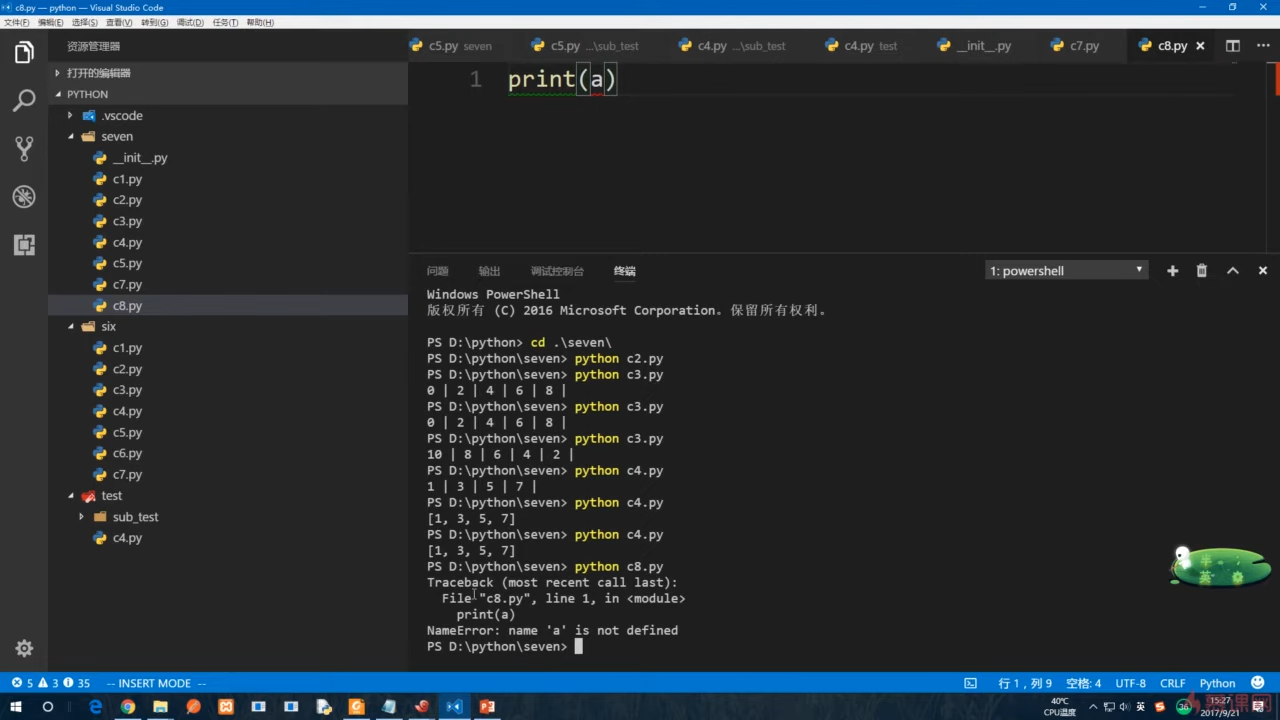 c8.py — python — Visual Studio Code
文件(F) 编辑(E) 选择(S) 查看(V) 转到(G) 调试(D) 任务(T) 帮助(H)
资源管理器
打开的编辑器
PYTHON
.vscode
seven
__init__.py
c1.py
c2.py
c3.py
c4.py
c5.py
c7.py
c8.py
six
c1.py
c2.py
c3.py
c4.py
c5.py
c6.py
c7.py
test
sub_test
c4.py
c5.py seven c5.py ...\sub_test c4.py ...\sub_test c4.py test __init__.py c7.py c8.py
1 print(a)
问题 输出 调试控制台 终端 1: powershell
Windows PowerShell
版权所有 (C) 2016 Microsoft Corporation。保留所有权利。
PS D:\python> cd .\seven\
PS D:\python\seven> python c2.py
PS D:\python\seven> python c3.py
0 | 2 | 4 | 6 | 8 |
PS D:\python\seven> python c3.py
0 | 2 | 4 | 6 | 8 |
PS D:\python\seven> python c3.py
10 | 8 | 6 | 4 | 2 |
PS D:\python\seven> python c4.py
1 | 3 | 5 | 7 |
PS D:\python\seven> python c4.py
[1, 3, 5, 7]
PS D:\python\seven> python c4.py
[1, 3, 5, 7]
PS D:\python\seven> python c8.py
Traceback (most recent call last):
File "c8.py", line 1, in <module>
print(a)
NameError: name 'a' is not defined
PS D:\python\seven>
半
英
5 3 35 -- INSERT MODE -- 行 1，列 9 空格: 4 UTF-8 CRLF Python
40℃
CPU温度
英
36
15:27
2017/9/21